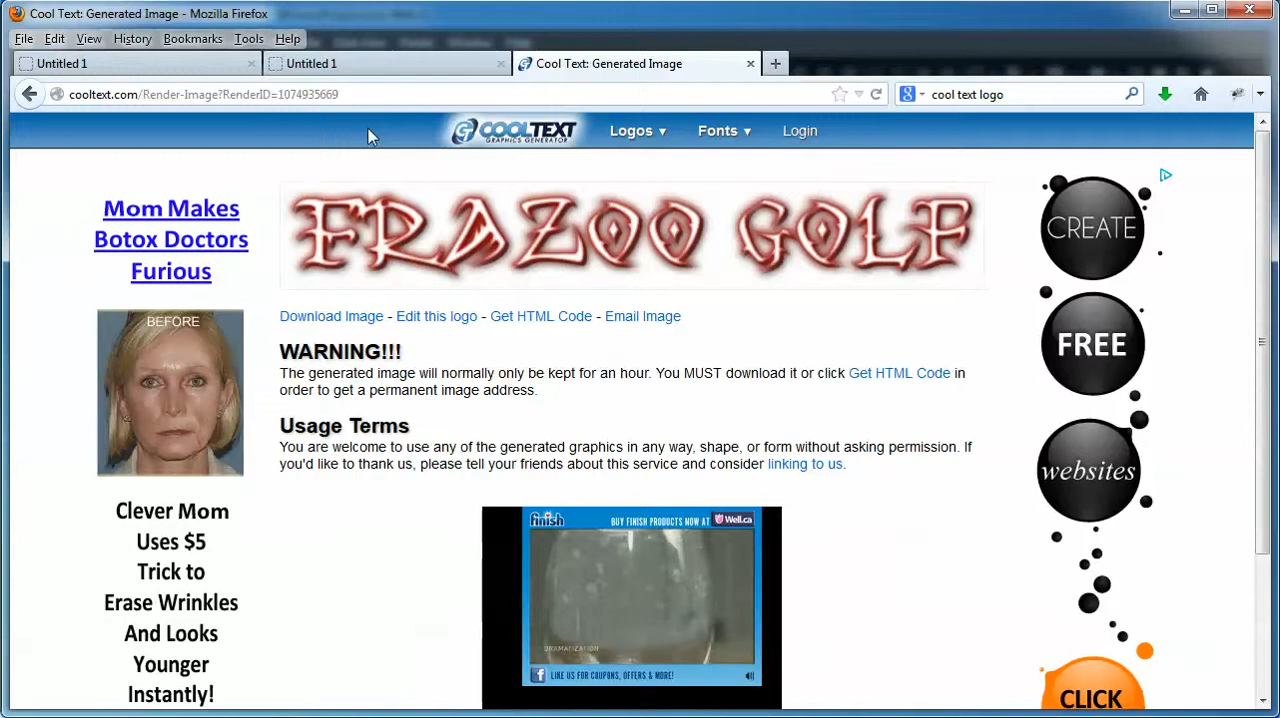 Cool Text: Generated Image - Mozilla Firefox
File Edit View History Bookmarks Tools Help
Untitled 1
Untitled 1
Cool Text: Generated Image
cooltext.com/Render-Image?RenderID=1074935669
cool text logo
COOLTEXT
GRAPHICS GENERATOR
Logos ▾ Fonts ▾ Login
Mom Makes
Botox Doctors
Furious
BEFORE
Clever Mom
Uses $5
Trick to
Erase Wrinkles
And Looks
Younger
Instantly!
FRAZOO GOLF
Download Image - Edit this logo - Get HTML Code - Email Image
WARNING!!!
The generated image will normally only be kept for an hour. You MUST download it or click Get HTML Code in
order to get a permanent image address.
Usage Terms
You are welcome to use any of the generated graphics in any way, shape, or form without asking permission. If
you'd like to thank us, please tell your friends about this service and consider linking to us.
finish
BUY FINISH PRODUCTS NOW AT Well.ca
DRAMATIZATION
LIKE US FOR COUPONS, OFFERS & MORE!
CREATE
FREE
websites
CLICK